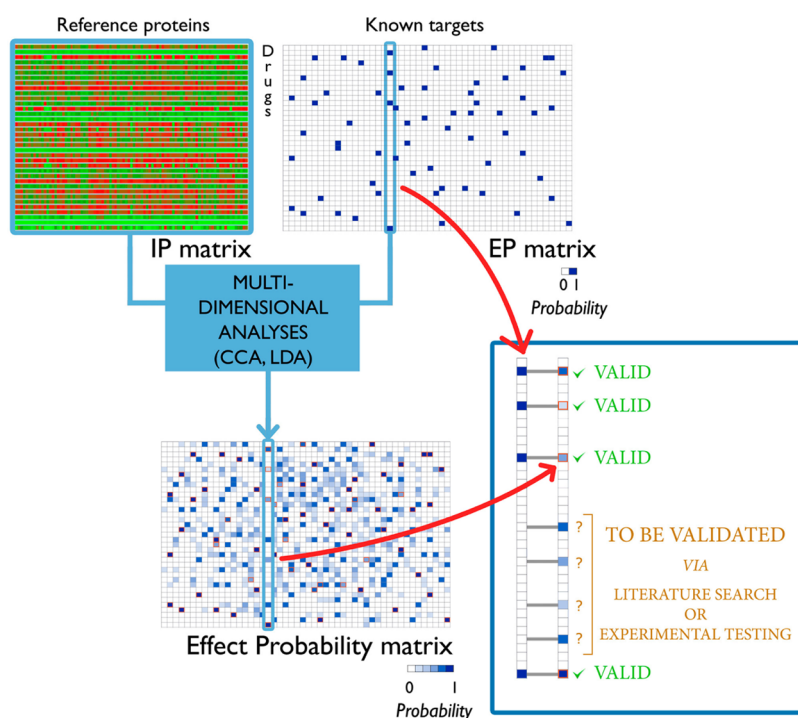 Reference proteins
Known targets
Drugs
IP matrix
EP matrix
0 1
Probability
MULTI-
DIMENSIONAL
ANALYSES
(CCA, LDA)
✓ VALID
✓ VALID
✓ VALID
?
?
?
?
TO BE VALIDATED
VIA
LITERATURE SEARCH
OR
EXPERIMENTAL TESTING
✓ VALID
Effect Probability matrix
0 1
Probability